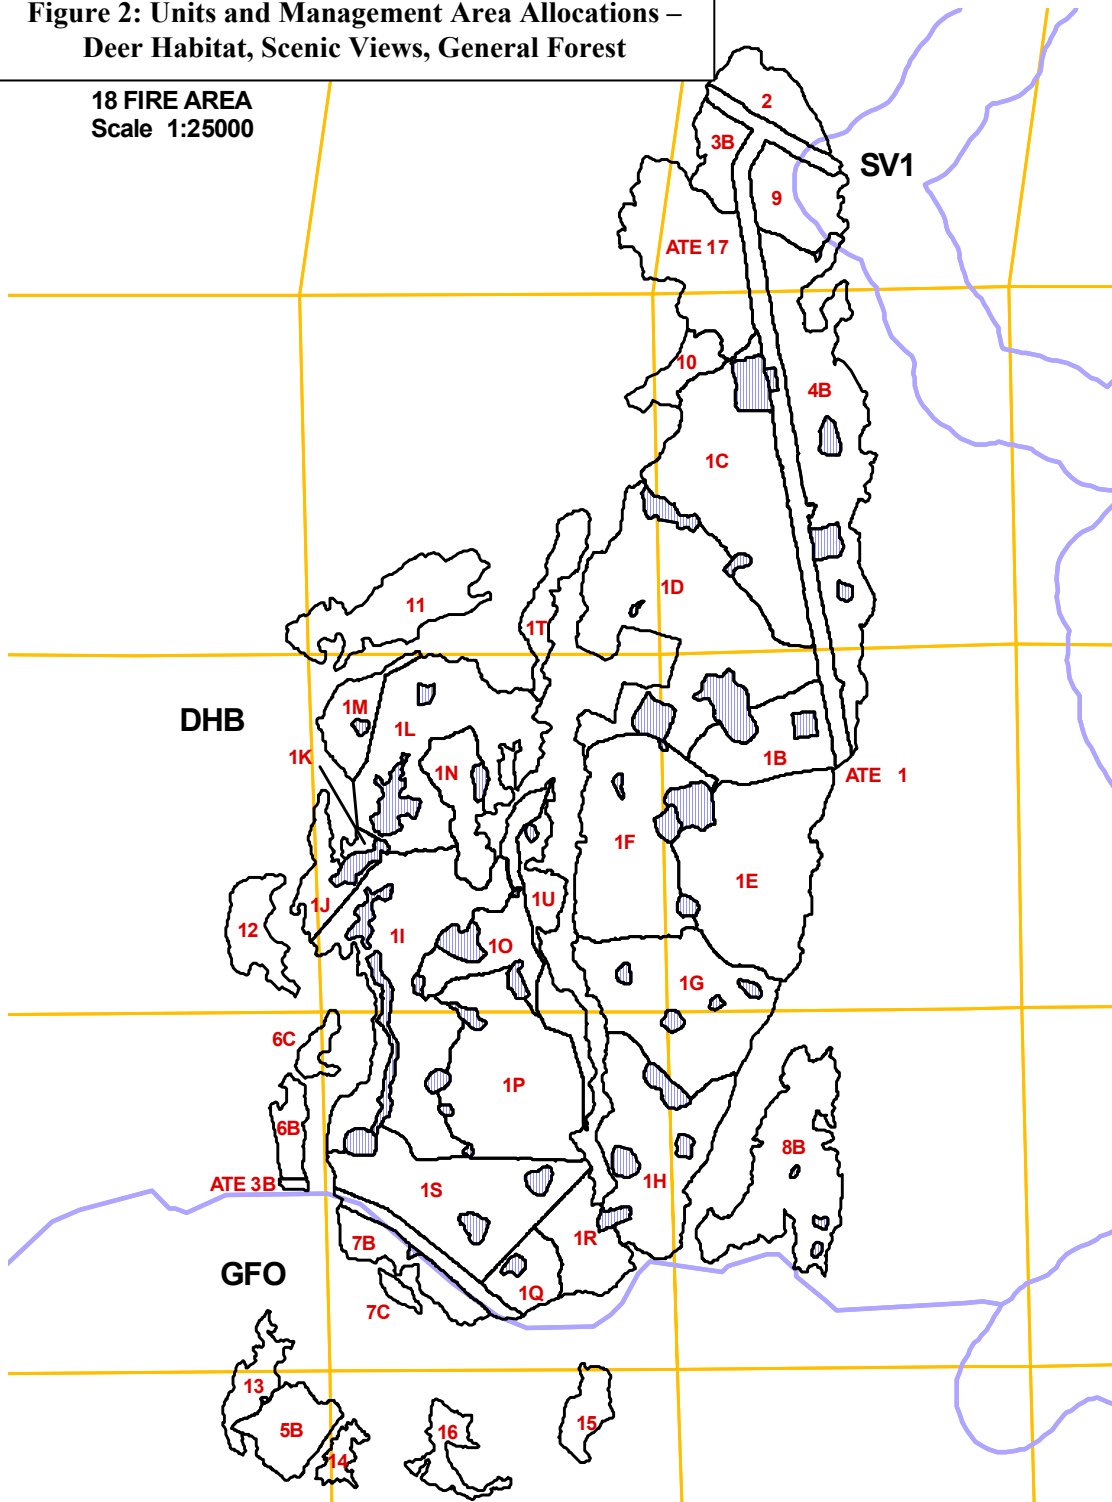 Figure 2: Units and Management Area Allocations –
Deer Habitat, Scenic Views, General Forest
18 FIRE AREA
Scale 1:25000
2
3B
SV1
9
ATE 17
10
4B
1C
1D
11
1T
1M
DHB
1L
1K
1N
1B
ATE 1
1F
1E
1J
1U
12
1I
1O
1G
6C
1P
6B
8B
ATE 3B
1S
1H
7B
1R
GFO
1Q
7C
13
5B
15
16
14